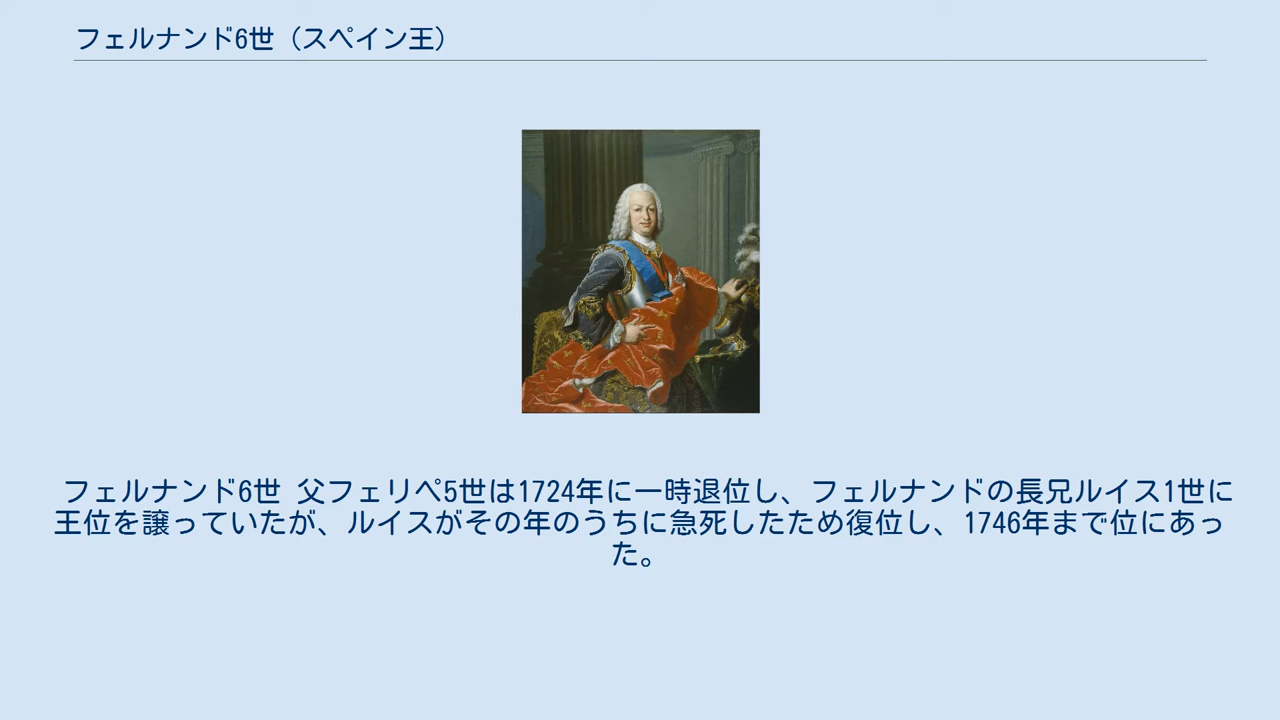 フェルナンド6世（スペイン王）
フェルナンド6世 父フェリペ5世は1724年に一時退位し、フェルナンドの長兄ルイス1世に
王位を譲っていたが、ルイスがその年のうちに急死したため復位し、1746年まで位にあっ
た。